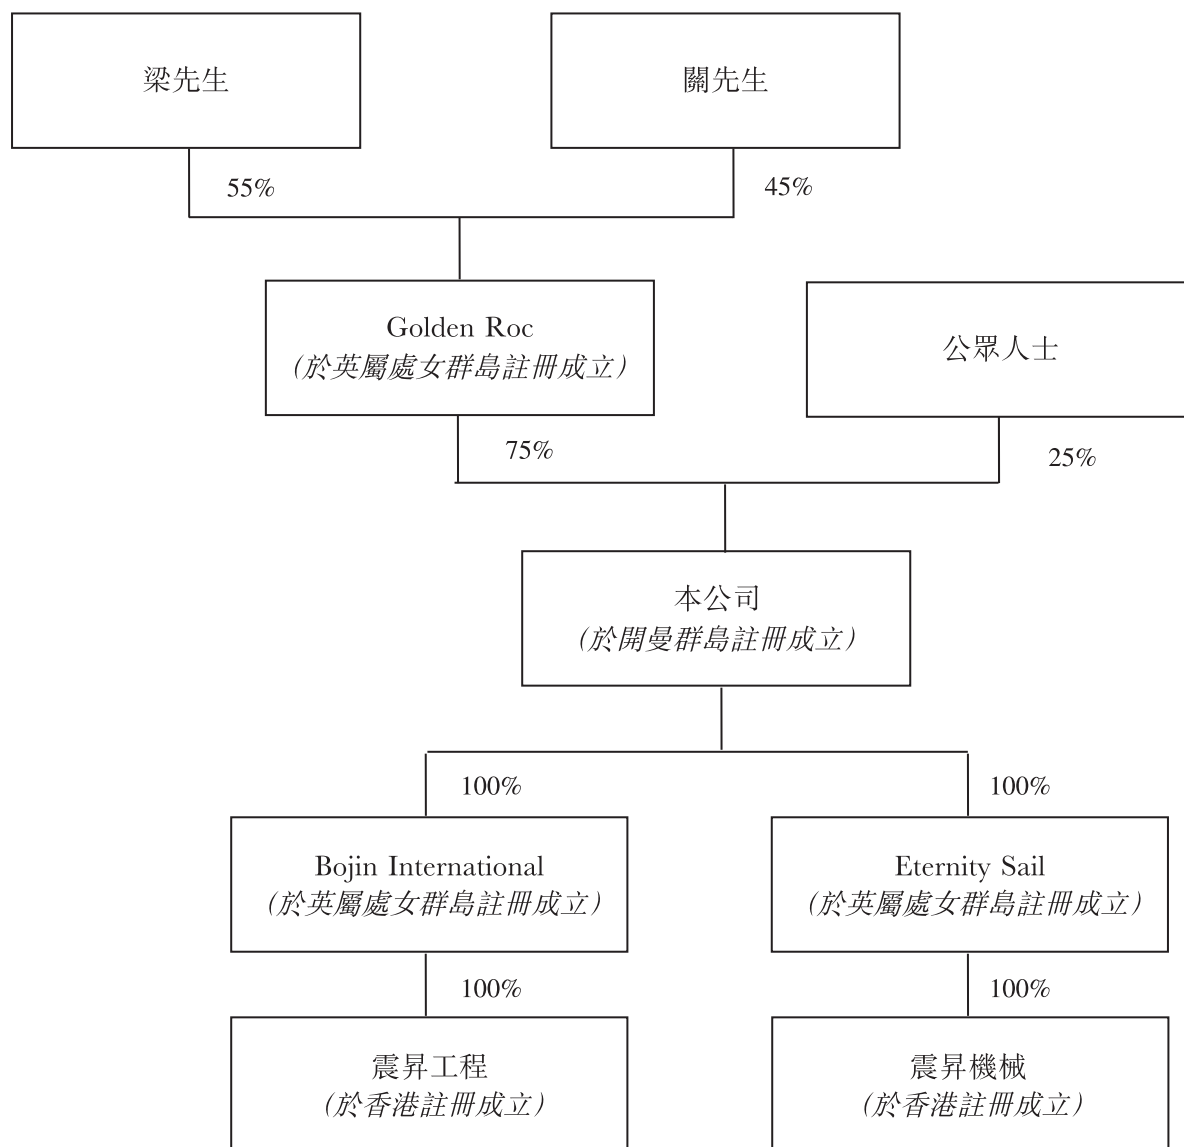 梁先生
關先生
55%
45%
Golden Roc
(於英屬處女群島註冊成立)
公眾人士
75%
25%
本公司
(於開曼群島註冊成立)
100%
100%
Bojin International
(於英屬處女群島註冊成立)
Eternity Sail
(於英屬處女群島註冊成立)
100%
100%
震昇工程
(於香港註冊成立)
震昇機械
(於香港註冊成立)